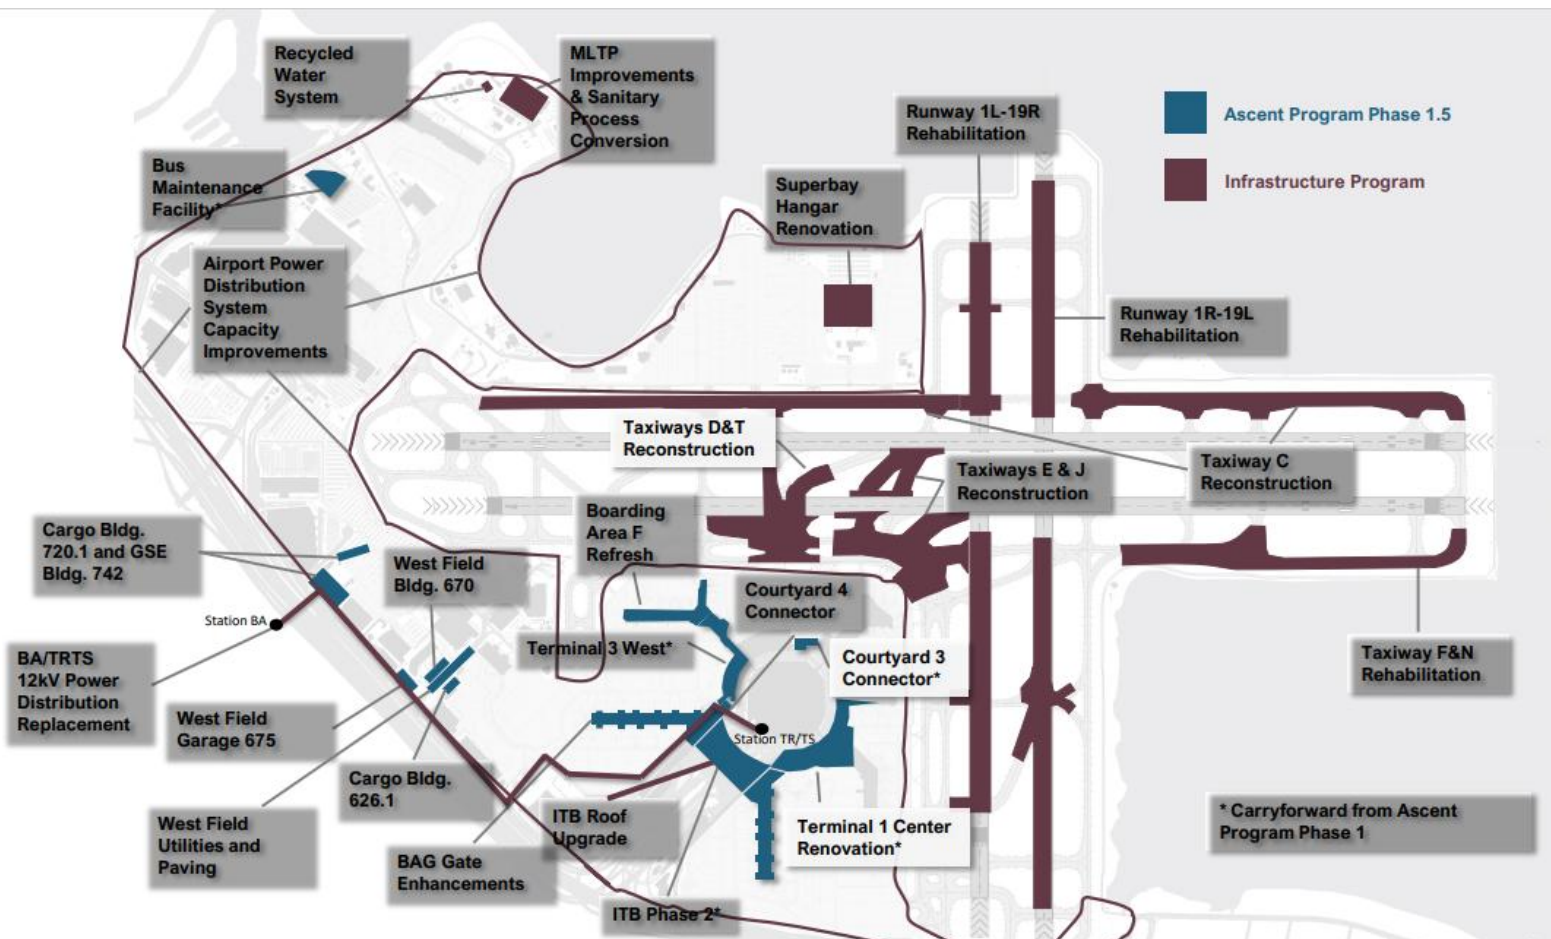 Recycled
Water
System
MLTP
Improvements
& Sanitary
Process
Conversion
Runway 1L-19R
Rehabilitation
Ascent Program Phase 1.5
Infrastructure Program
Bus
Maintenance
Facility*
Superbay
Hangar
Renovation
Airport Power
Distribution
System
Capacity
Improvements
Runway 1R-19L
Rehabilitation
Taxiways D&T
Reconstruction
Taxiways E & J
Reconstruction
Taxiway C
Reconstruction
Cargo Bldg.
720.1 and GSE
Bldg. 742
West Field
Bldg. 670
Boarding
Area F
Refresh
Courtyard 4
Connector
Station BA
Terminal 3 West*
Courtyard 3
Connector*
Taxiway F&N
Rehabilitation
BA/TRTS
12kV Power
Distribution
Replacement
West Field
Garage 675
Station TR/TS
Cargo Bldg.
626.1
West Field
Utilities and
Paving
ITB Roof
Upgrade
Terminal 1 Center
Renovation*
* Carryforward from Ascent
Program Phase 1
BAG Gate
Enhancements
ITB Phase 2*